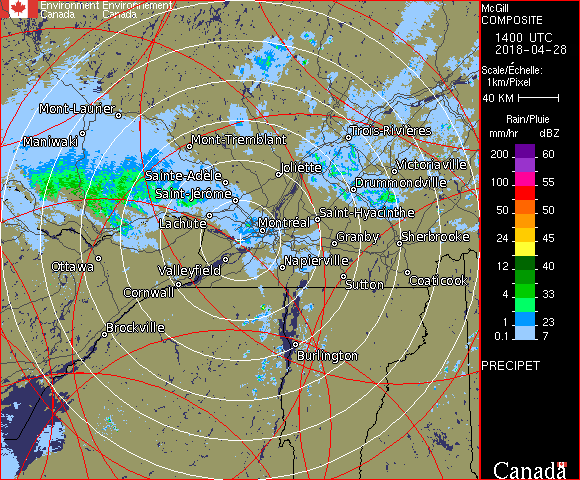 Environment Environnement
Canada Canada
McGill
COMPOSITE
1400 UTC
2018-04-28
Scale/Échelle:
1km/Pixel
40 KM
Rain/Pluie
mm/hr dBZ
200 60
100 55
50 50
24 45
12 40
4 33
1 23
0.1 7
PRECIPET
Canada
Mont-Laurier
Maniwaki
Mont-Tremblant
Trois-Rivières
Sainte-Adèle
Joliette
Victoriaville
Saint-Jérôme
Drummondville
Lachute
Montréal
Saint-Hyacinthe
Granby
Sherbrooke
Ottawa
Valleyfield
Napierville
Cornwall
Sutton
Coaticook
Brockville
Burlington